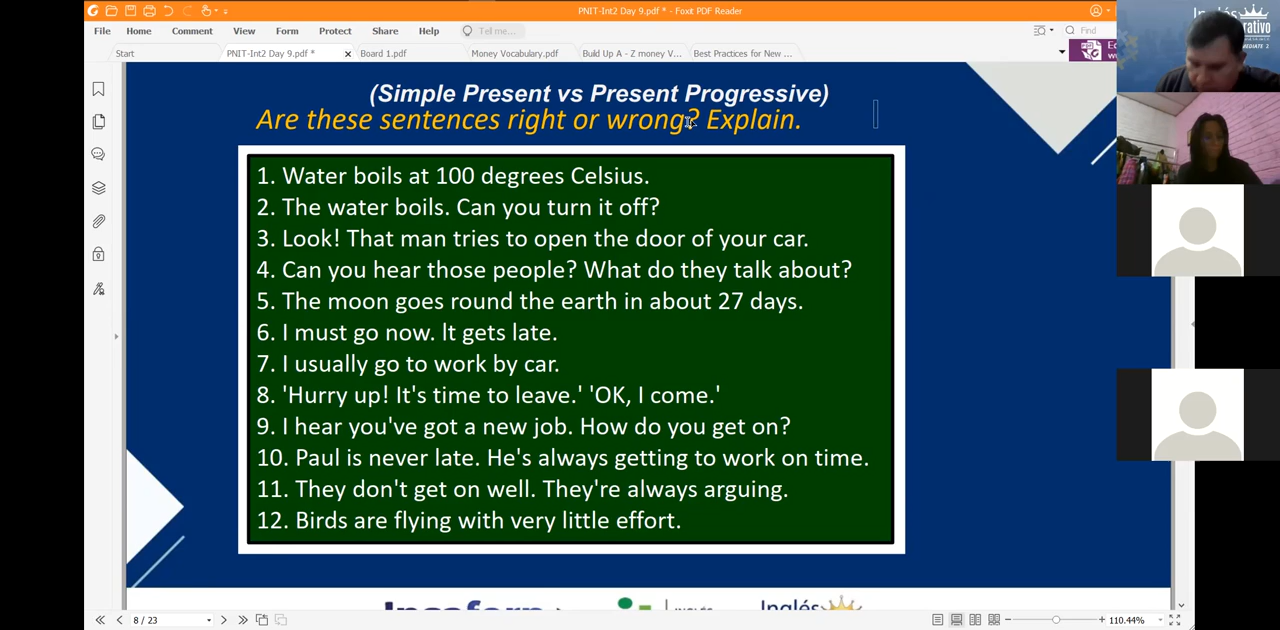 PNIT-Int2 Day 9.pdf * - Foxit PDF Reader
File Home Comment View Form Protect Share Help Tell me... Find
Start PNIT-Int2 Day 9.pdf * Board 1.pdf Money Vocabulary.pdf Build Up A - Z money V... Best Practices for New ...
(Simple Present vs Present Progressive)
Are these sentences right or wrong? Explain.
1. Water boils at 100 degrees Celsius.
2. The water boils. Can you turn it off?
3. Look! That man tries to open the door of your car.
4. Can you hear those people? What do they talk about?
5. The moon goes round the earth in about 27 days.
6. I must go now. lt gets late.
7. I usually go to work by car.
8. 'Hurry up! It's time to leave.' 'OK, I come.'
9. I hear you've got a new job. How do you get on?
10. Paul is never late. He's always getting to work on time.
11. They don't get on well. They're always arguing.
12. Birds are flying with very little effort.
Inglés
8 / 23
110.44%